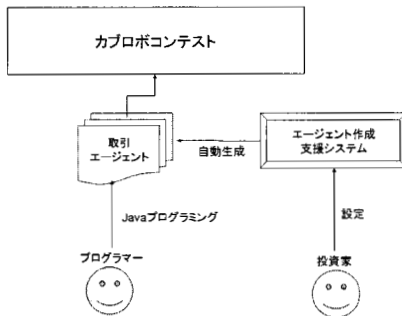 カブロボコンテスト
取引
エージェント
自動生成
エージェント作成
支援システム
Javaプログラミング
設定
プログラマー
投資家